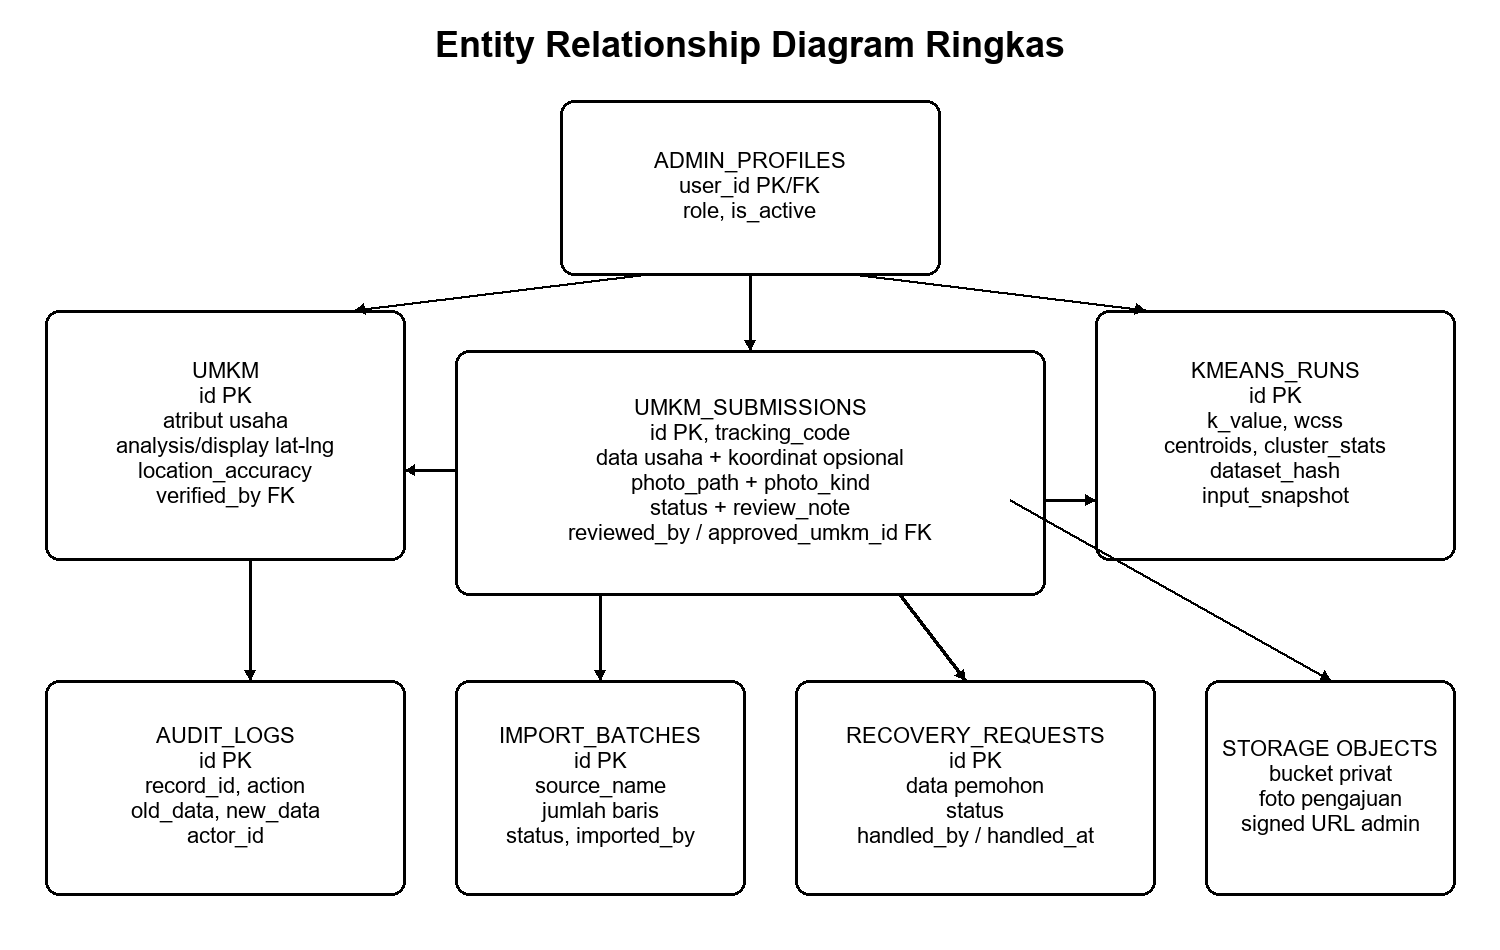 Entity Relationship Diagram Ringkas
ADMIN_PROFILES
user_id PK/FK
role, is_active
UMKM
id PK
atribut usaha
analysis/display lat-lng
location_accuracy
verified_by FK
UMKM_SUBMISSIONS
id PK, tracking_code
data usaha + koordinat opsional
photo_path + photo_kind
status + review_note
reviewed_by / approved_umkm_id FK
KMEANS_RUNS
id PK
k_value, wcss
centroids, cluster_stats
dataset_hash
input_snapshot
AUDIT_LOGS
id PK
record_id, action
old_data, new_data
actor_id
IMPORT_BATCHES
id PK
source_name
jumlah baris
status, imported_by
RECOVERY_REQUESTS
id PK
data pemohon
status
handled_by / handled_at
STORAGE OBJECTS
bucket privat
foto pengajuan
signed URL admin